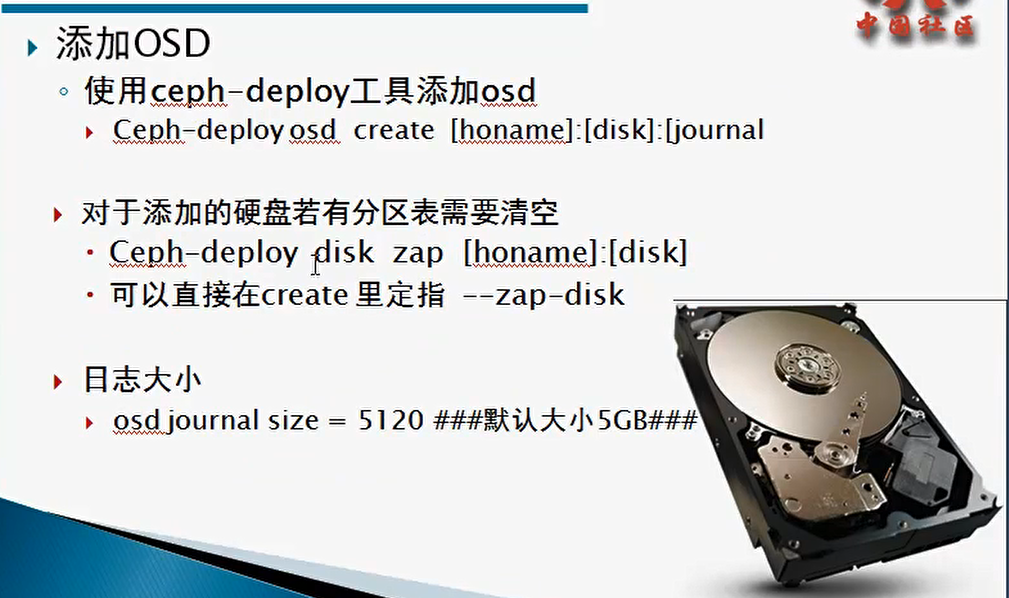 中国社区
添加OSD
使用ceph-deploy工具添加osd
Ceph-deploy osd create [honame]:[disk]:[journal
对于添加的硬盘若有分区表需要清空
Ceph-deploy disk zap [honame]:[disk]
可以直接在create里定指 --zap-disk
日志大小
osd journal size = 5120 ###默认大小5GB###